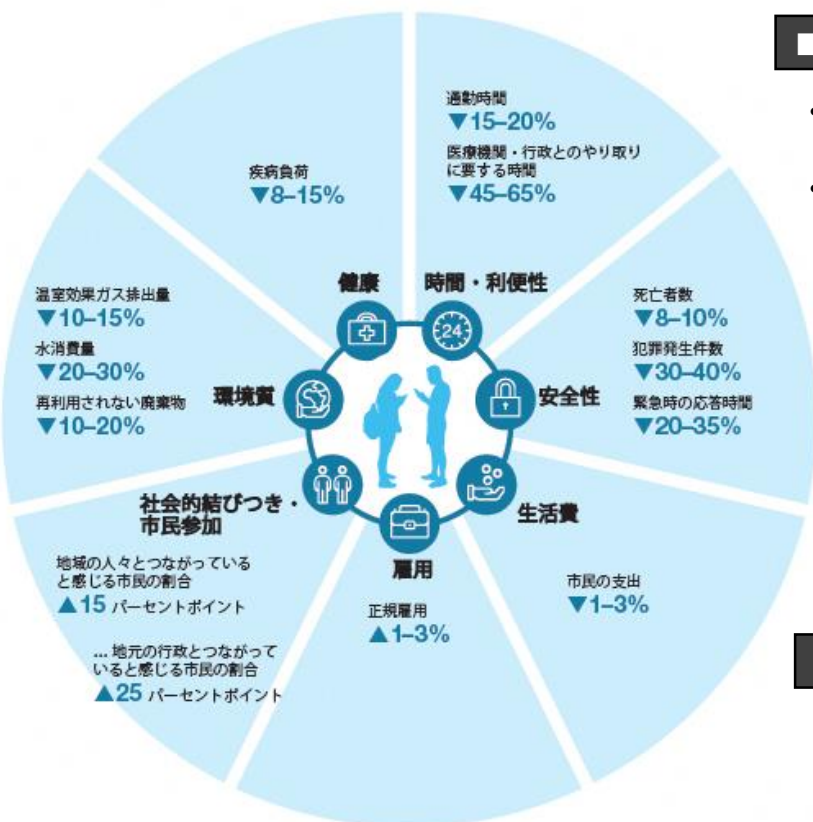 通勤時間
▼15–20%
医療機関・行政とのやり取り
に要する時間
▼45–65%
疾病負荷
▼8–15%
健康
時間・利便性
24
温室効果ガス排出量
▼10–15%
水消費量
▼20–30%
再利用されない廃棄物
▼10–20%
環境質
死亡者数
▼8–10%
犯罪発生件数
▼30–40%
緊急時の応答時間
▼20–35%
安全性
社会的結びつき・
市民参加
地域の人々とつながっている
と感じる市民の割合
▲15 パーセントポイント
... 地元の行政とつながって
いると感じる市民の割合
▲25 パーセントポイント
雇用
正規雇用
▲1–3%
生活費
市民の支出
▼1–3%